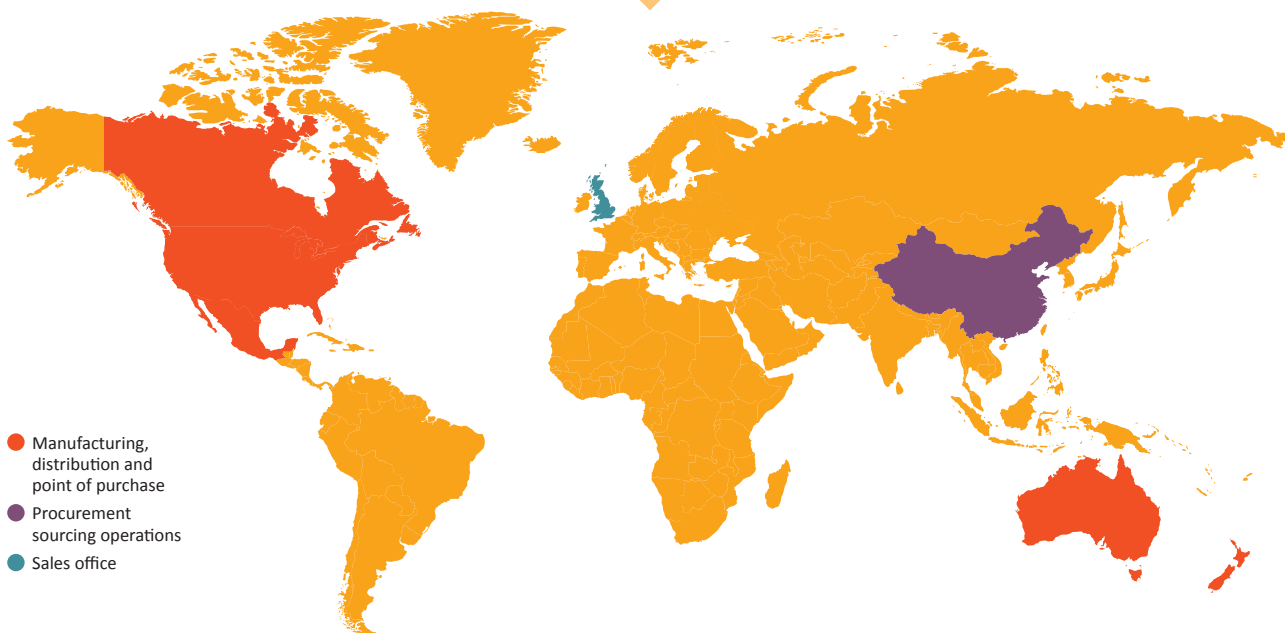 Manufacturing,
distribution and
point of purchase
Procurement
sourcing operations
Sales office